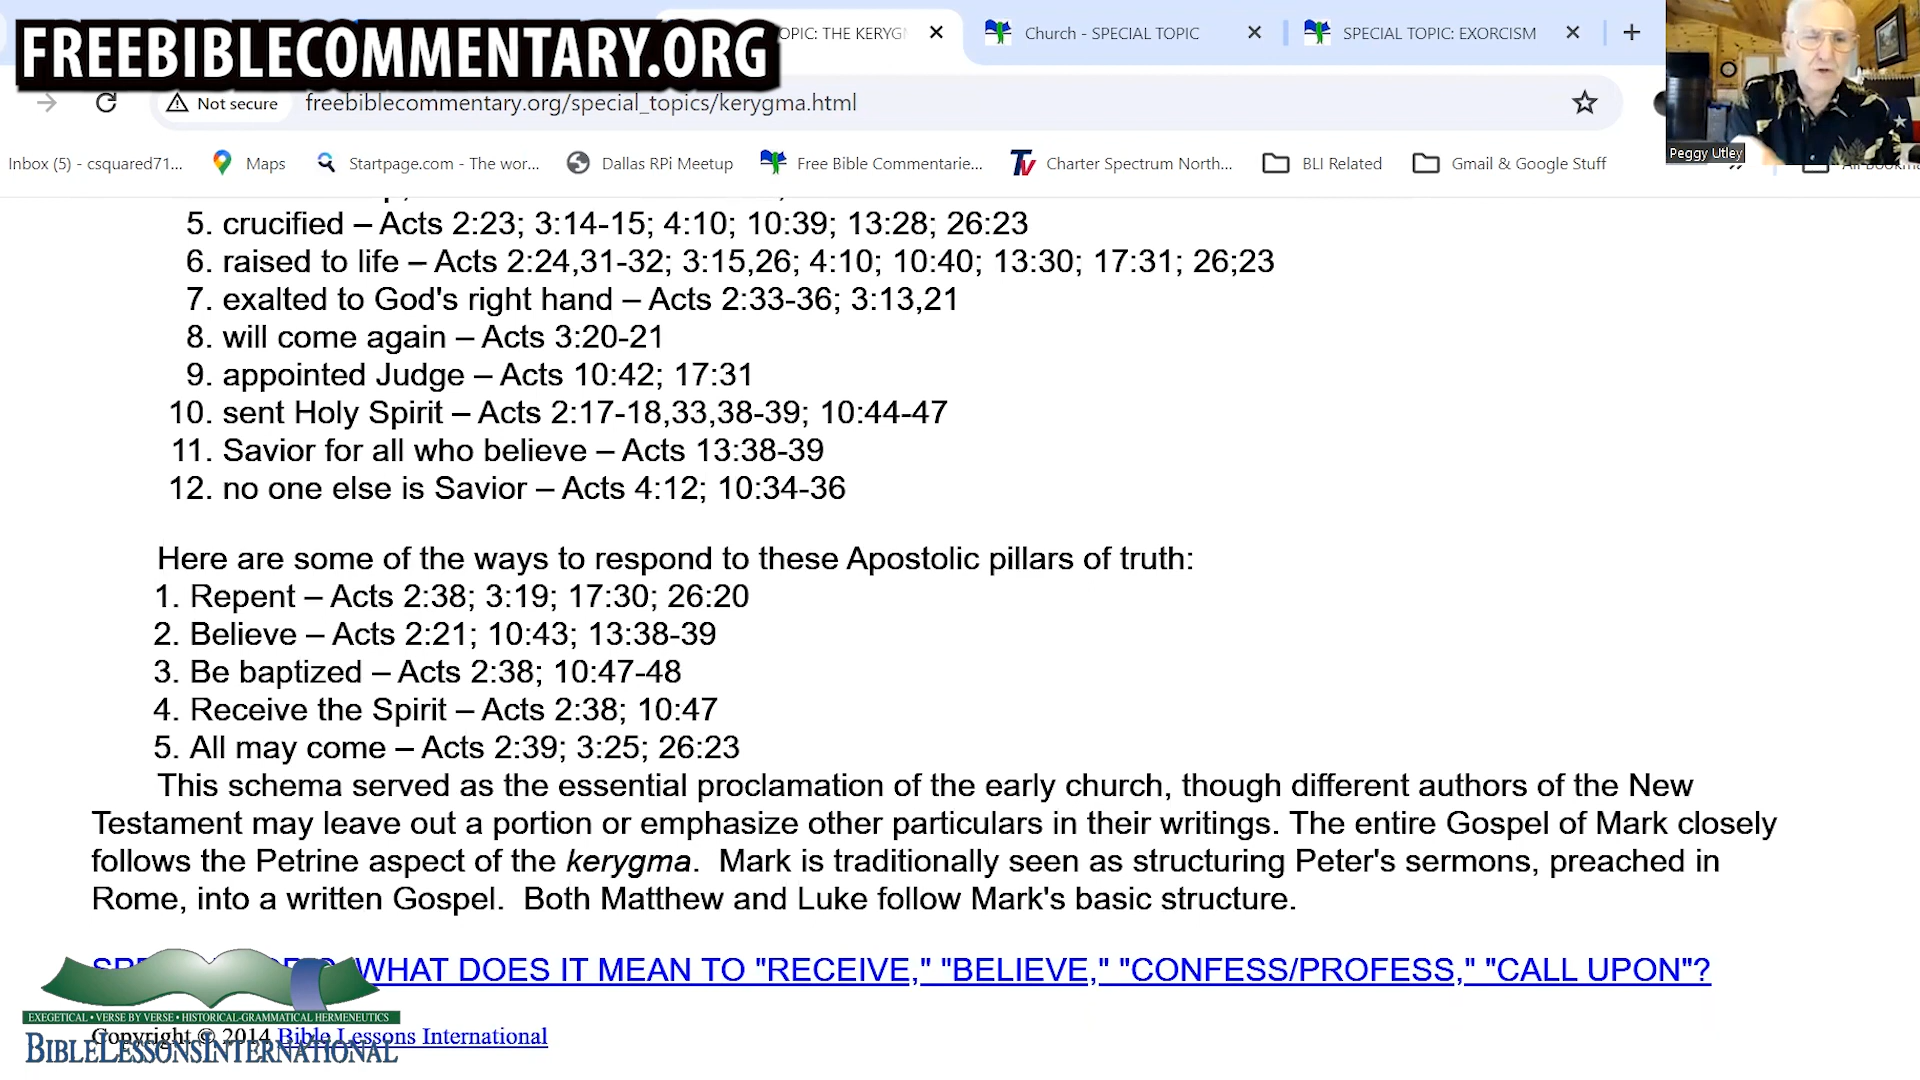 FREEBIBLECOMMENTARY.ORG
OPIC: THE KERYGM
Church - SPECIAL TOPIC
SPECIAL TOPIC: EXORCISM
Not secure
freebiblecommentary.org/special_topics/kerygma.html
Peggy Utley
Inbox (5) - csquared71...
Maps
Startpage.com - The wor...
Dallas RPi Meetup
Free Bible Commentarie...
Charter Spectrum North...
BLI Related
Gmail & Google Stuff
5. crucified – Acts 2:23; 3:14-15; 4:10; 10:39; 13:28; 26:23
6. raised to life – Acts 2:24,31-32; 3:15,26; 4:10; 10:40; 13:30; 17:31; 26;23
7. exalted to God's right hand – Acts 2:33-36; 3:13,21
8. will come again – Acts 3:20-21
9. appointed Judge – Acts 10:42; 17:31
10. sent Holy Spirit – Acts 2:17-18,33,38-39; 10:44-47
11. Savior for all who believe – Acts 13:38-39
12. no one else is Savior – Acts 4:12; 10:34-36
Here are some of the ways to respond to these Apostolic pillars of truth:
1. Repent – Acts 2:38; 3:19; 17:30; 26:20
2. Believe – Acts 2:21; 10:43; 13:38-39
3. Be baptized – Acts 2:38; 10:47-48
4. Receive the Spirit – Acts 2:38; 10:47
5. All may come – Acts 2:39; 3:25; 26:23
This schema served as the essential proclamation of the early church, though different authors of the New
Testament may leave out a portion or emphasize other particulars in their writings. The entire Gospel of Mark closely
follows the Petrine aspect of the kerygma. Mark is traditionally seen as structuring Peter's sermons, preached in
Rome, into a written Gospel. Both Matthew and Luke follow Mark's basic structure.
WHAT DOES IT MEAN TO "RECEIVE," "BELIEVE," "CONFESS/PROFESS," "CALL UPON"?
EXEGETICAL • VERSE BY VERSE • HISTORICAL-GRAMMATICAL HERMENEUTICS
Copyright © 2014 Bible Lessons International
BIBLELESSONSINTERNATIONAL